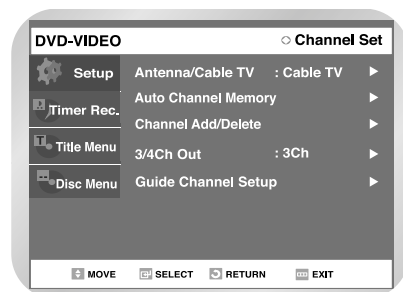 DVD-VIDEO Channel Set
Setup Antenna/Cable TV : Cable TV
Auto Channel Memory
Timer Rec.
Channel Add/Delete
Title Menu 3/4Ch Out : 3Ch
Disc Menu Guide Channel Setup
MOVE SELECT RETURN EXIT